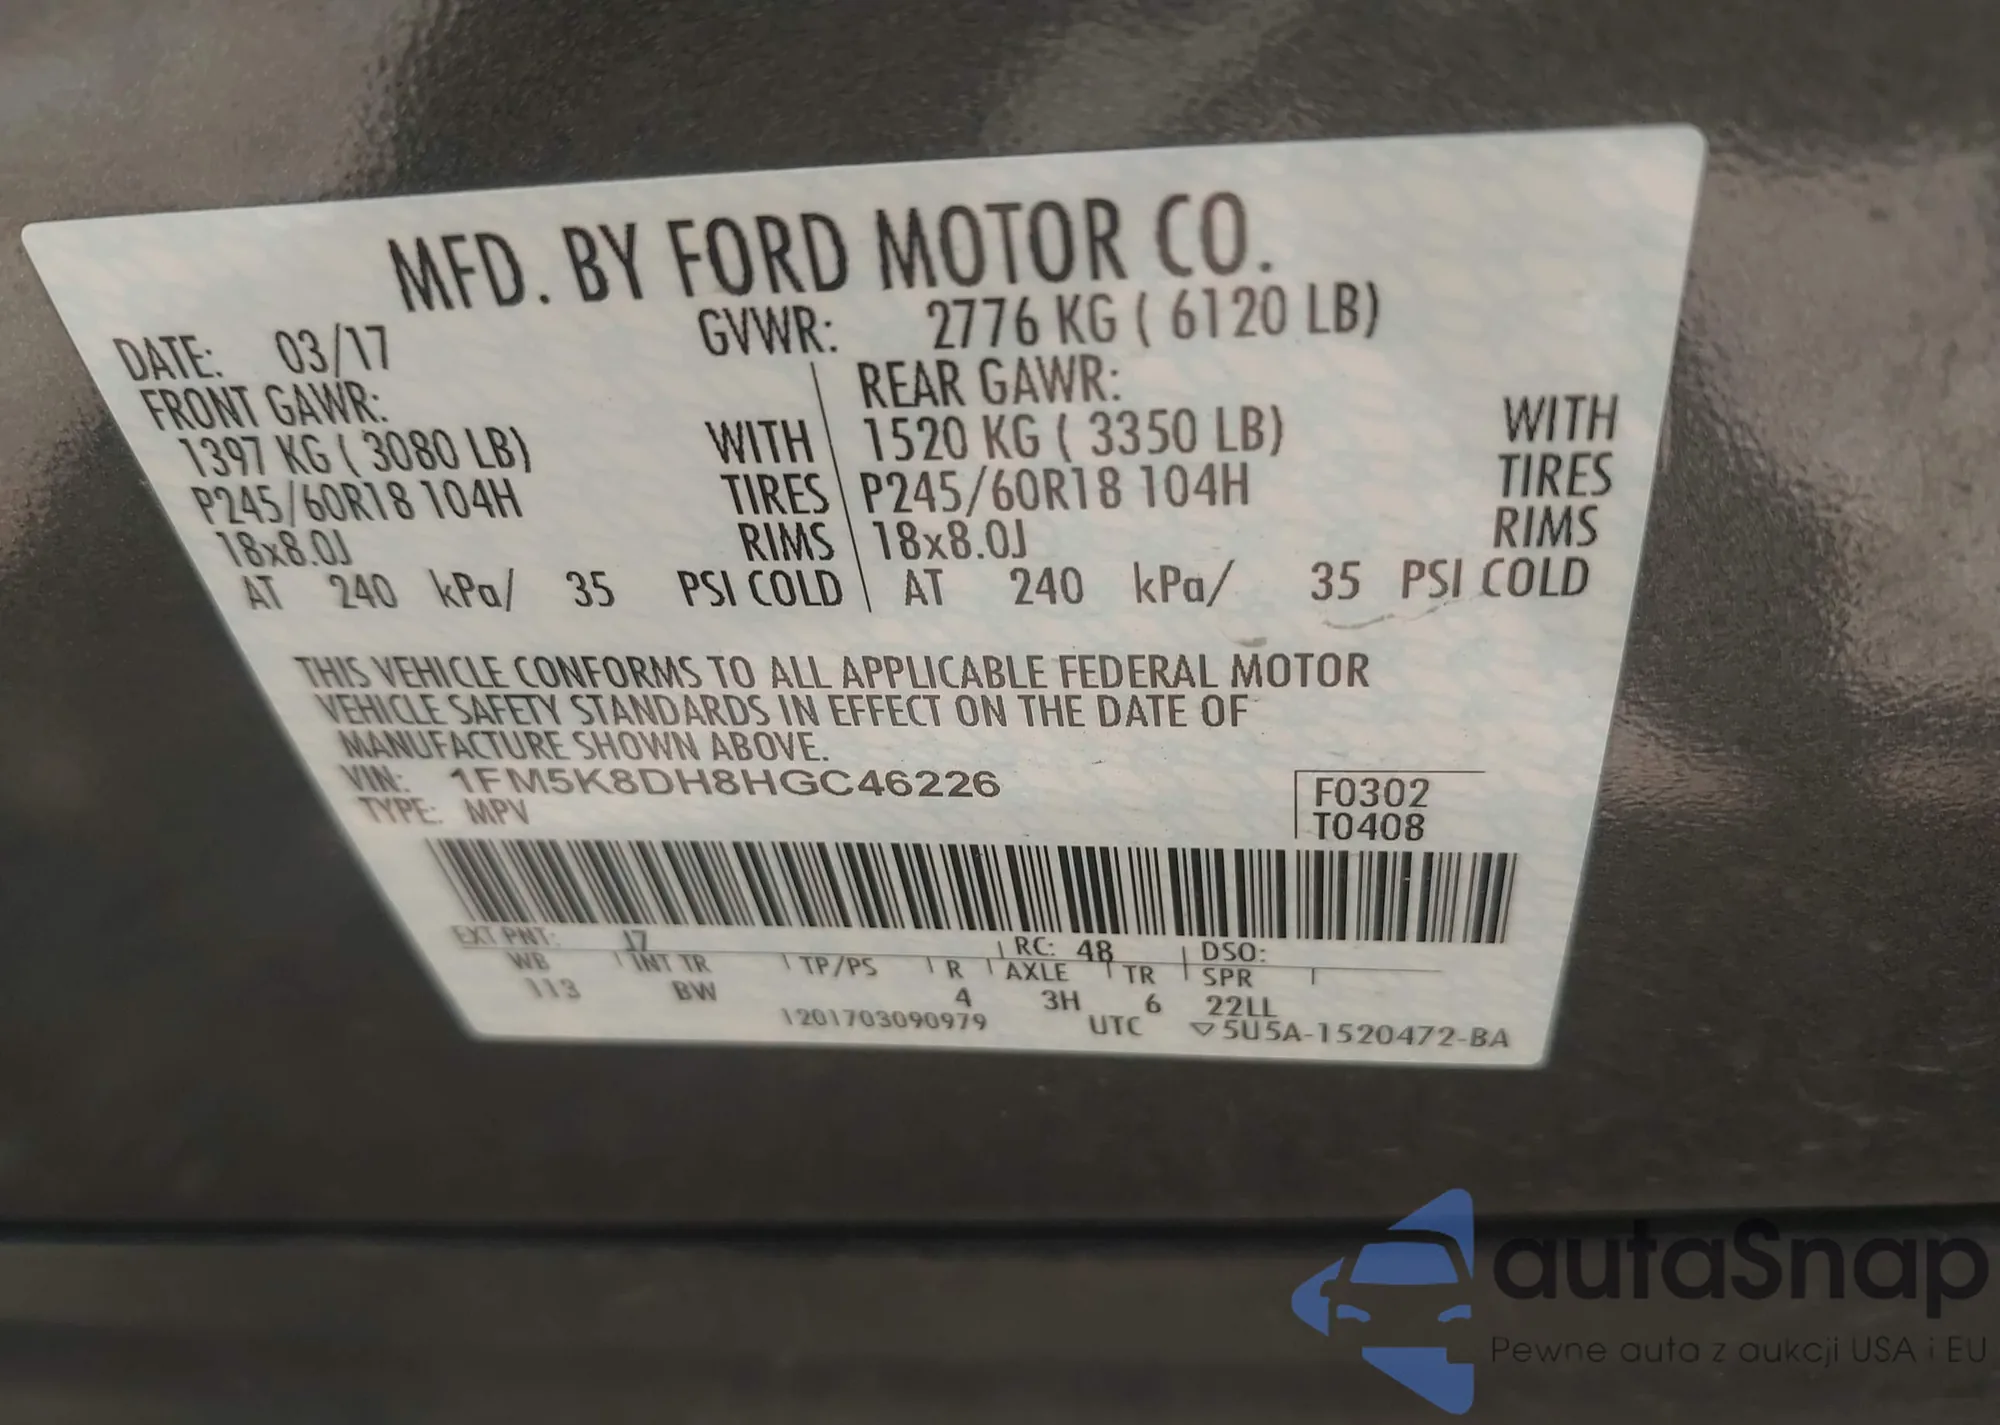 MFD. BY FORD MOTOR CO.
DATE: 03/17 GVWR: 2776 KG ( 6120 LB)
FRONT GAWR: REAR GAWR:
1397 KG ( 3080 LB) WITH 1520 KG ( 3350 LB) WITH
P245/60R18 104H TIRES P245/60R18 104H TIRES
18x8.0J RIMS 18x8.0J RIMS
AT 240 kPa/ 35 PSI COLD AT 240 kPa/ 35 PSI COLD
THIS VEHICLE CONFORMS TO ALL APPLICABLE FEDERAL MOTOR
VEHICLE SAFETY STANDARDS IN EFFECT ON THE DATE OF
MANUFACTURE SHOWN ABOVE.
VIN: 1FM5K8DH8HGC46226 F0302
TYPE: MPV T0408
EXT PNT: J7 RC: 48 DSO:
WB INT TR TP/PS R AXLE TR SPR
113 BW 4 3H 6 22LL
1201703090979 UTC ▽5U5A-1520472-BA
autaSnap
Pewne auta z aukcji USA i EU